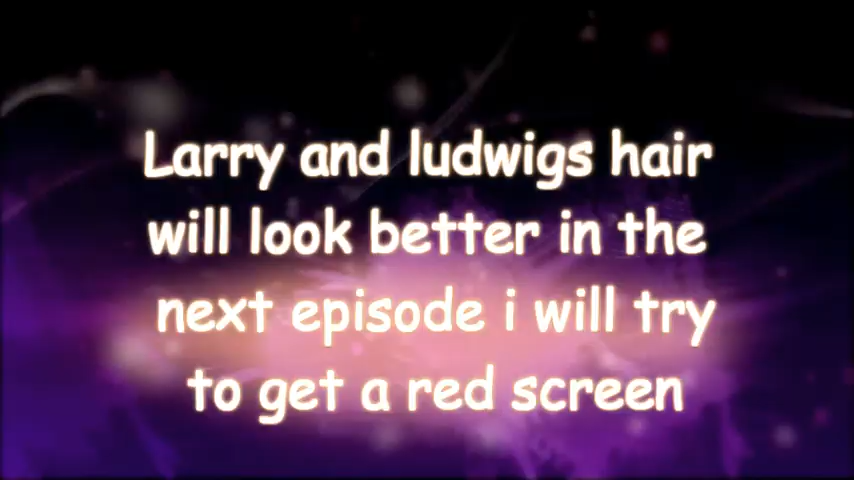 Larry and ludwigs hair
will look better in the
next episode i will try
to get a red screen